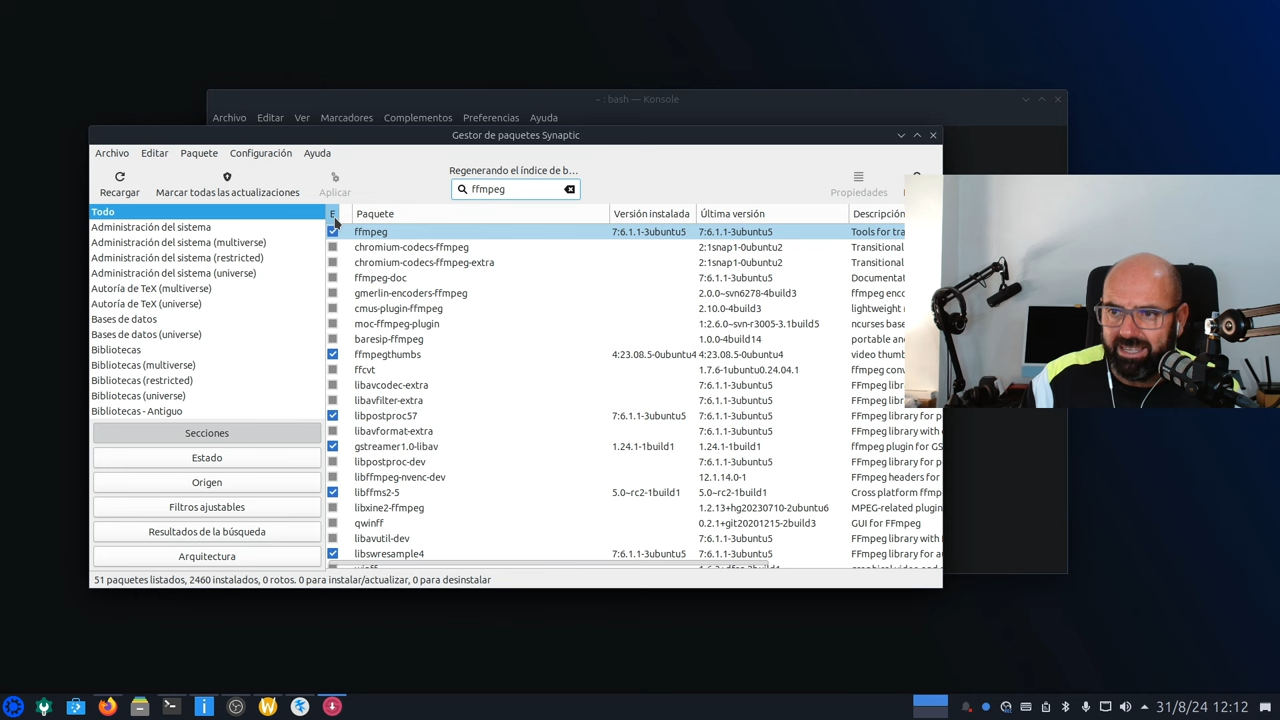 ~ : bash — Konsole
Archivo Editar Ver Marcadores Complementos Preferencias Ayuda
Gestor de paquetes Synaptic
Archivo Editar Paquete Configuración Ayuda
Regenerando el índice de b…
Recargar Marcar todas las actualizaciones Aplicar ffmpeg Propiedades
E Paquete Versión instalada Última versión Descripción
Todo
Administración del sistema
Administración del sistema (multiverse)
Administración del sistema (restricted)
Administración del sistema (universe)
Autoría de TeX (multiverse)
Autoría de TeX (universe)
Bases de datos
Bases de datos (universe)
Bibliotecas
Bibliotecas (multiverse)
Bibliotecas (restricted)
Bibliotecas (universe)
Bibliotecas - Antiguo
Secciones
Estado
Origen
Filtros ajustables
Resultados de la búsqueda
Arquitectura
ffmpeg 7:6.1.1-3ubuntu5 7:6.1.1-3ubuntu5 Tools for tra
chromium-codecs-ffmpeg 2:1snap1-0ubuntu2 Transitional
chromium-codecs-ffmpeg-extra 2:1snap1-0ubuntu2 Transitional
ffmpeg-doc 7:6.1.1-3ubuntu5 Documentat
gmerlin-encoders-ffmpeg 2.0.0~svn6278-4build3 ffmpeg enco
cmus-plugin-ffmpeg 2.10.0-4build3 lightweight
moc-ffmpeg-plugin 1:2.6.0~svn-r3005-3.1build5 ncurses base
baresip-ffmpeg 1.0.0-4build14 portable and
ffmpegthumbs 4:23.08.5-0ubuntu4 4:23.08.5-0ubuntu4 video thumb
ffcvt 1.7.6-1ubuntu0.24.04.1 ffmpeg conv
libavcodec-extra 7:6.1.1-3ubuntu5 FFmpeg libr
libavfilter-extra 7:6.1.1-3ubuntu5 FFmpeg libr
libpostproc57 7:6.1.1-3ubuntu5 7:6.1.1-3ubuntu5 FFmpeg library for p
libavformat-extra 7:6.1.1-3ubuntu5 FFmpeg library with
gstreamer1.0-libav 1.24.1-1build1 1.24.1-1build1 ffmpeg plugin for GS
libpostproc-dev 7:6.1.1-3ubuntu5 FFmpeg library for p
libffmpeg-nvenc-dev 12.1.14.0-1 FFmpeg headers for
libffms2-5 5.0~rc2-1build1 5.0~rc2-1build1 Cross platform ffmp
libxine2-ffmpeg 1.2.13+hg20230710-2ubuntu6 MPEG-related plugin
qwinff 0.2.1+git20201215-2build3 GUI for FFmpeg
libavutil-dev 7:6.1.1-3ubuntu5 FFmpeg library with
libswresample4 7:6.1.1-3ubuntu5 7:6.1.1-3ubuntu5 FFmpeg library for a
51 paquetes listados, 2460 instalados, 0 rotos. 0 para instalar/actualizar, 0 para desinstalar
31/8/24 12:12